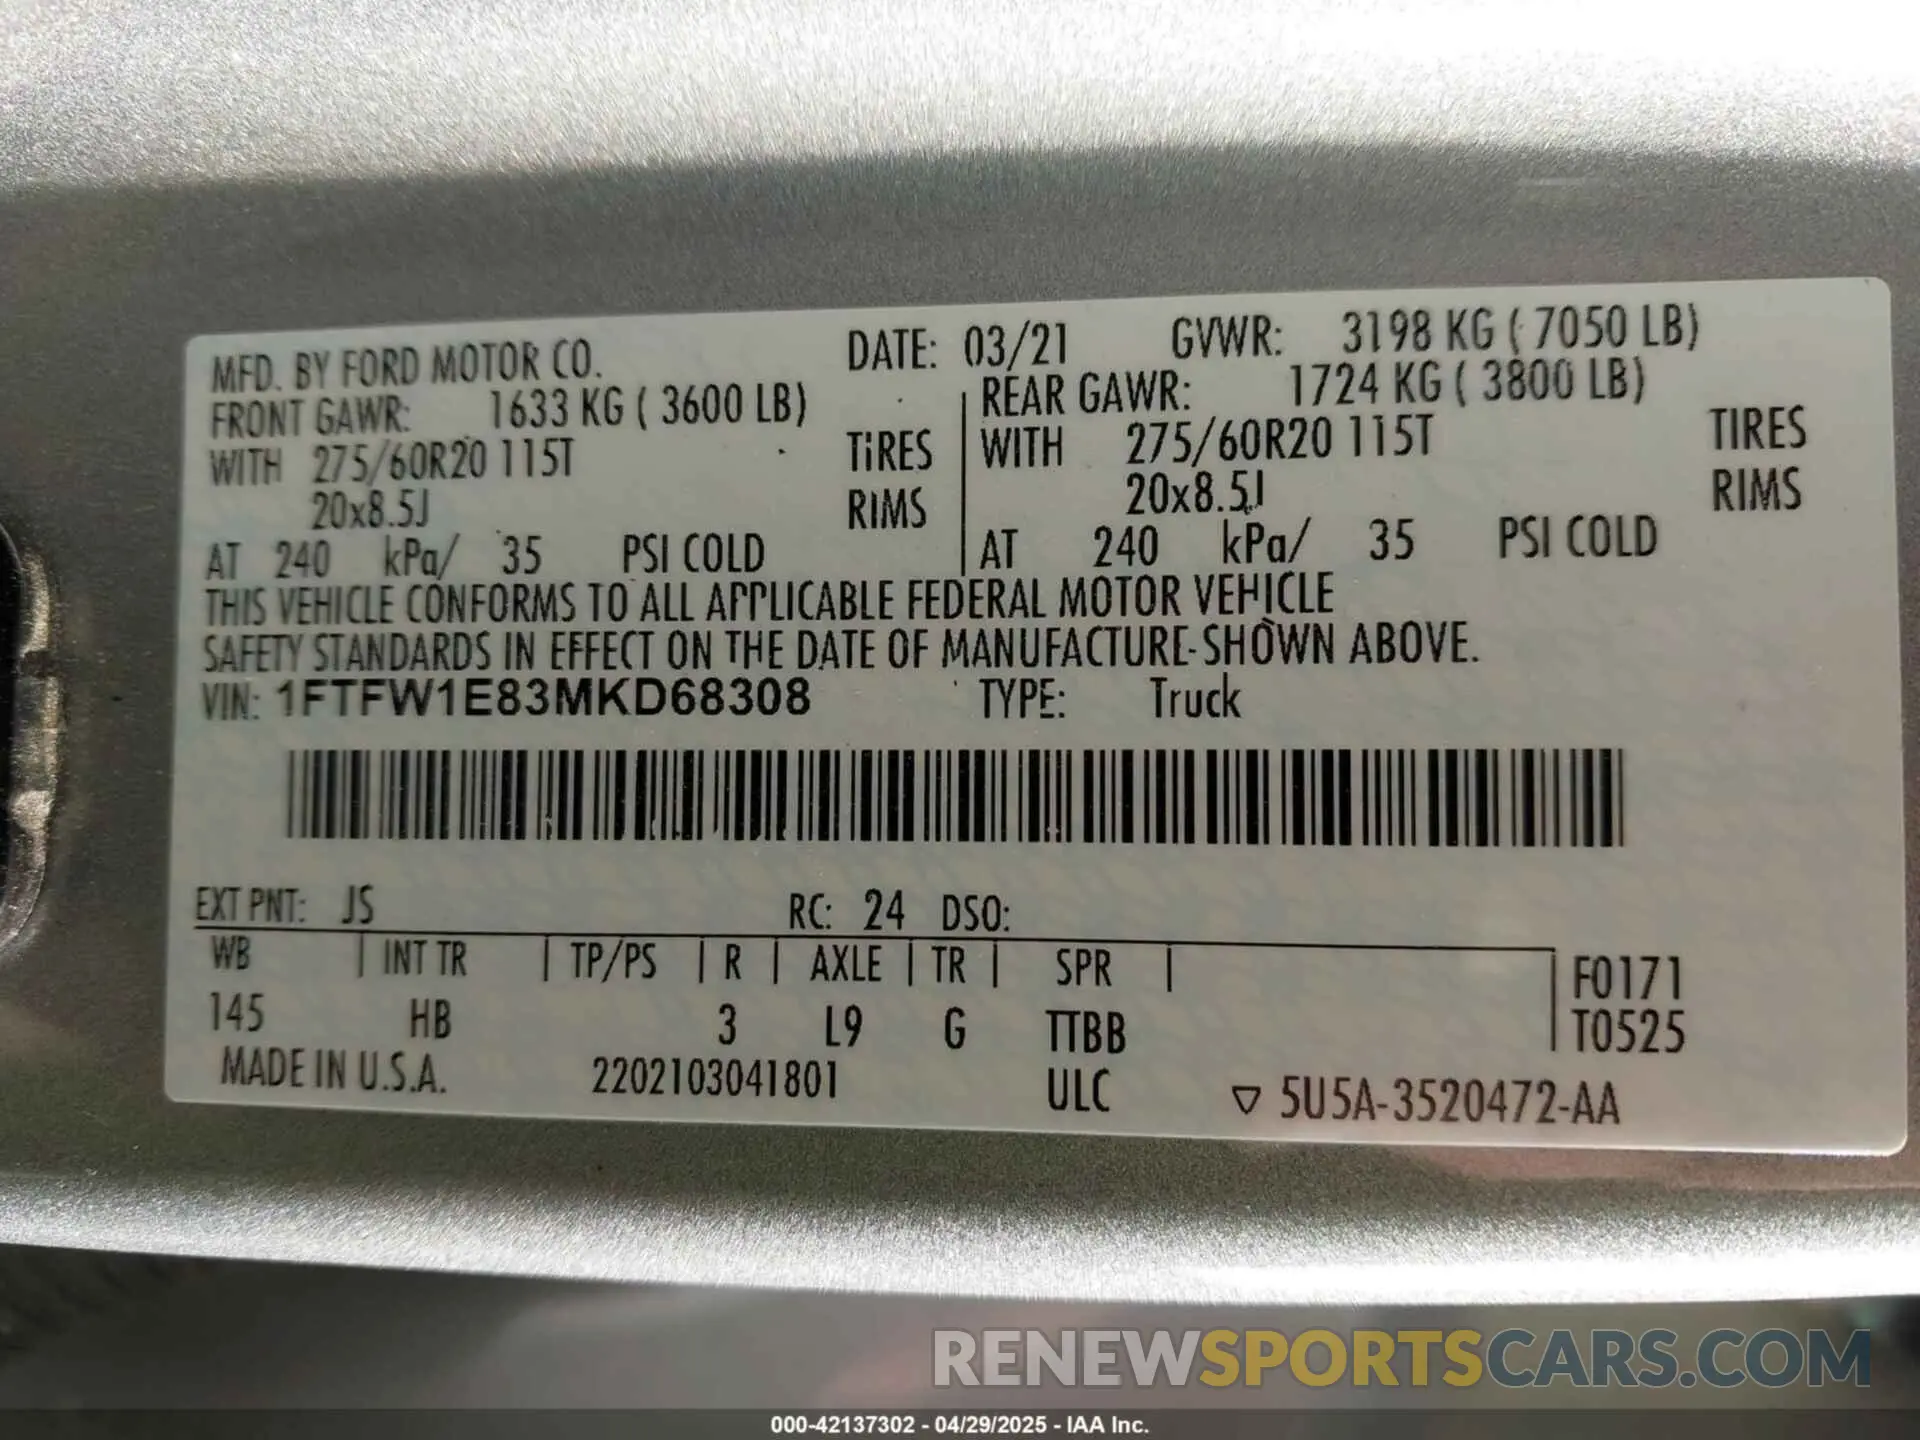 MFD. BY FORD MOTOR CO. DATE: 03/21 GVWR: 3198 KG ( 7050 LB)
FRONT GAWR: 1633 KG ( 3600 LB) REAR GAWR: 1724 KG ( 3800 LB)
WITH 275/60R20 115T TIRES WITH 275/60R20 115T TIRES
20x8.5J RIMS 20x8.5J RIMS
AT 240 kPa/ 35 PSI COLD AT 240 kPa/ 35 PSI COLD
THIS VEHICLE CONFORMS TO ALL APPLICABLE FEDERAL MOTOR VEHICLE
SAFETY STANDARDS IN EFFECT ON THE DATE OF MANUFACTURE SHOWN ABOVE.
VIN: 1FTFW1E83MKD68308 TYPE: Truck
EXT PNT: JS RC: 24 DSO:
WB INT TR TP/PS R AXLE TR SPR F0171
145 HB 3 L9 G TTBB T0525
MADE IN U.S.A. 2202103041801 ULC ▽ 5U5A-3520472-AA
RENEWSPORTSCARS.COM
000-42137302 - 04/29/2025 - IAA Inc.